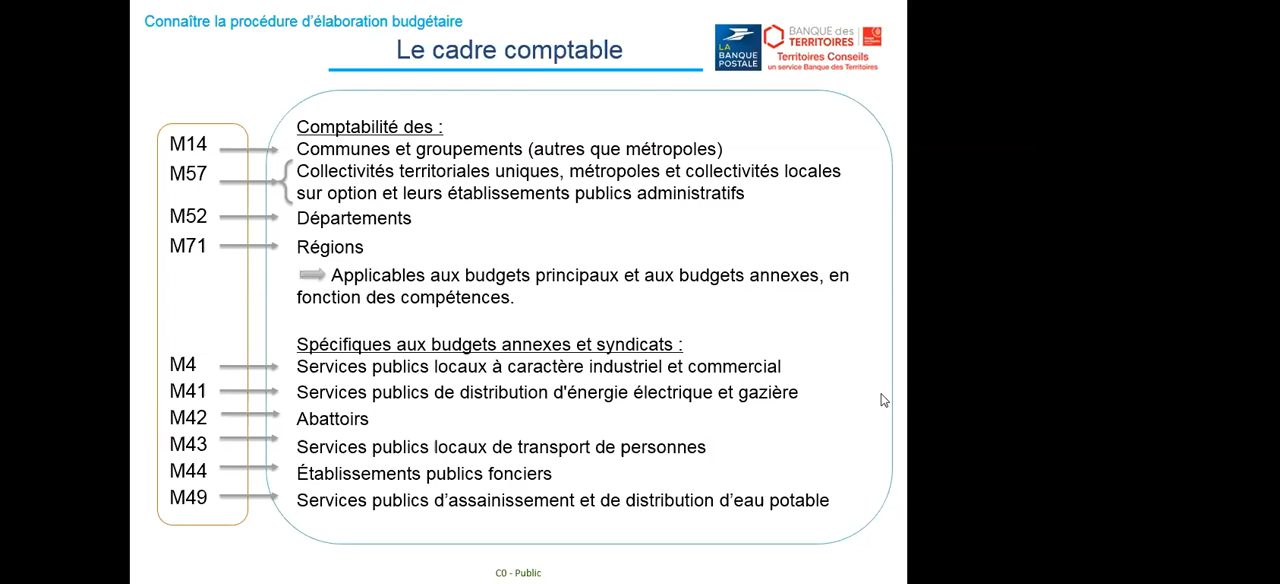 Connaître la procédure d'élaboration budgétaire
Le cadre comptable
LA
BANQUE
POSTALE
BANQUE des
TERRITOIRES
Territoires Conseils
un service Banque des Territoires
Comptabilité des :
M14 Communes et groupements (autres que métropoles)
M57 Collectivités territoriales uniques, métropoles et collectivités locales
sur option et leurs établissements publics administratifs
M52 Départements
M71 Régions
Applicables aux budgets principaux et aux budgets annexes, en
fonction des compétences.
Spécifiques aux budgets annexes et syndicats :
M4 Services publics locaux à caractère industriel et commercial
M41 Services publics de distribution d'énergie électrique et gazière
M42 Abattoirs
M43 Services publics locaux de transport de personnes
M44 Établissements publics fonciers
M49 Services publics d'assainissement et de distribution d'eau potable
C0 - Public